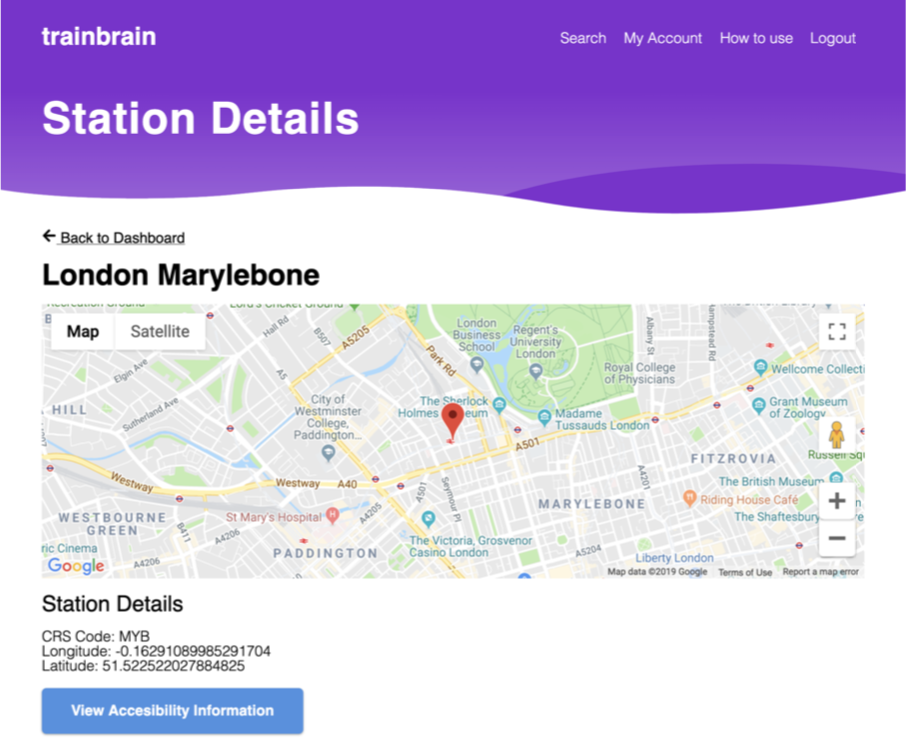 trainbrain
Search
My Account
How to use
Logout
Station Details
Back to Dashboard
London Marylebone
Map
Satellite
Hall Rd
B507
A5205
Park Rd
London
Business
School
Regent's
University
London
Albany St
Hampstead Rd
Elgin Ave
A5
Royal College
of Physicians
Wellcome Collecti
HILL
Sutherland Ave
City of
Westminster
College,
Paddington...
The Sherlock
Holmes Museum
Madame
Tussauds London
Grant Museum
of Zoology
A501
FITZROVIA
Russell Squ
Westway
Westway
A40
A501
Seymour Pl
A4201
The British Museum
MARYLEBONE
Riding House Café
WESTBOURNE
GREEN
B411
A4206
St Mary's Hospital
A4205
The Shaftesbury
ric Cinema
PADDINGTON
The Victoria, Grosvenor
Casino London
A5204
Liberty London
Google
A4206
Map data ©2019 Google
Terms of Use
Report a map error
Station Details
CRS Code: MYB
Longitude: -0.16291089985291704
Latitude: 51.522522027884825
View Accesibility Information